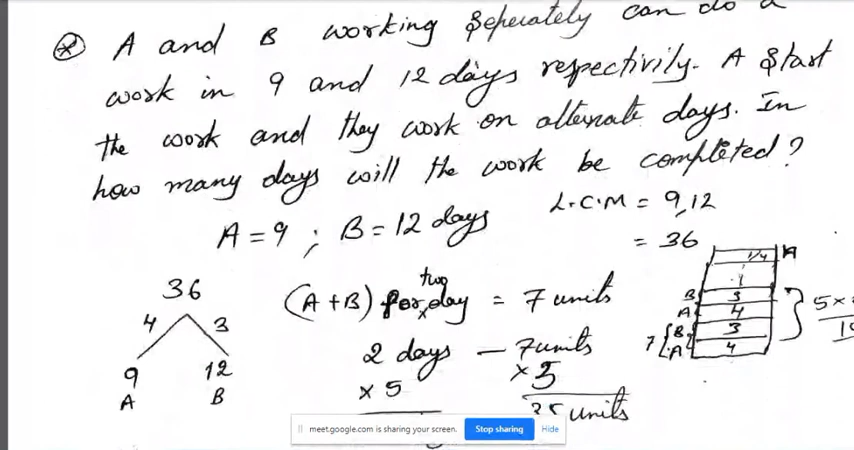 A and B working seperately can do a
work in 9 and 12 days respectivily. A start
the work and they work on alternate days. In
how many days will the work be completed?
A = 9 ; B = 12 days
L.C.M = 9,12
= 36
36
4 3
9 12
A B
(A+B) for two day = 7 units
2 days — 7 units
× 5 × 5
35 units
1/4 A
B 3
A 4
7 B 3
A 4
5 ×
meet.google.com is sharing your screen. Stop sharing Hide